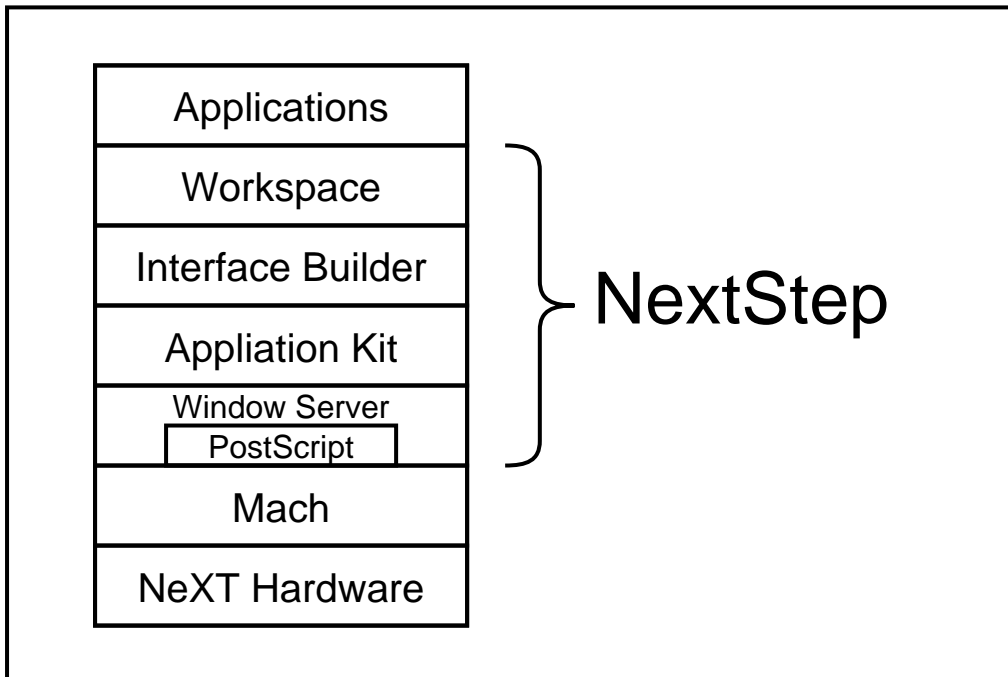 Applications
Workspace
Interface Builder
Appliation Kit
Window Server
PostScript
Mach
NeXT Hardware
NextStep